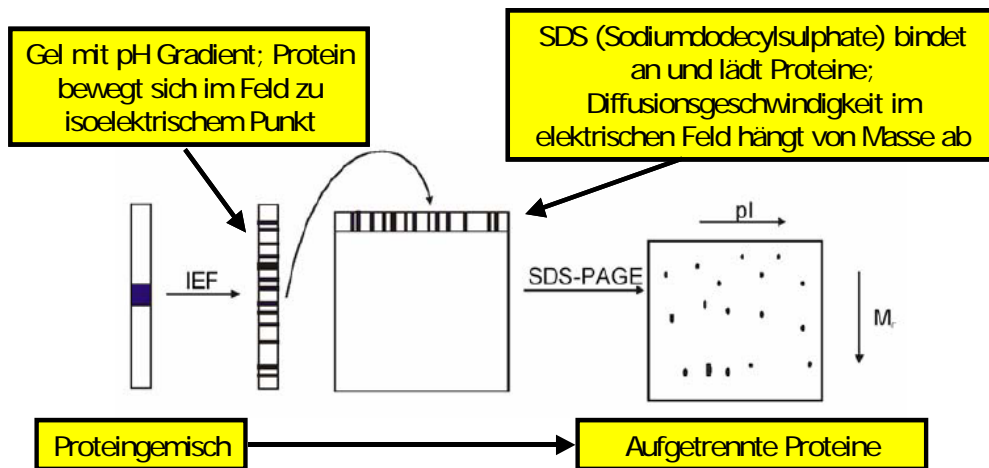 Gel mit pH Gradient; Protein
bewegt sich im Feld zu
isoelektrischem Punkt
SDS (Sodiumdodecylsulphate) bindet
an und lädt Proteine;
Diffusionsgeschwindigkeit im
elektrischen Feld hängt von Masse ab
IEF
SDS-PAGE
pI
Mr
Proteingemisch
Aufgetrennte Proteine